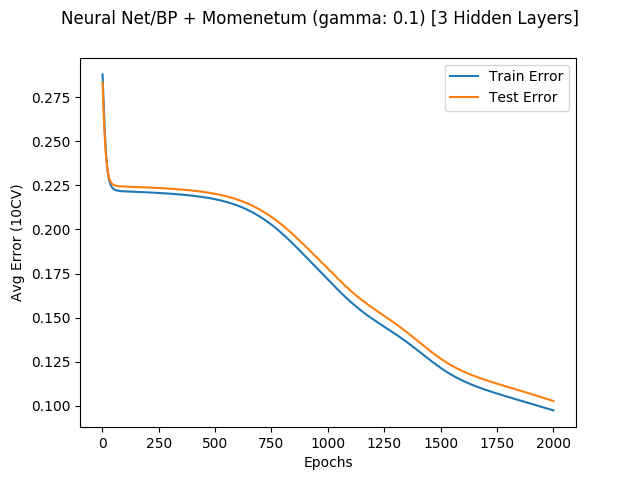 Neural Net/BP + Momenetum (gamma: 0.1) [3 Hidden Layers]
Train Error
Test Error
0.275
0.250
0.225
0.200
0.175
0.150
0.125
0.100
Avg Error (10CV)
0 250 500 750 1000 1250 1500 1750 2000
Epochs